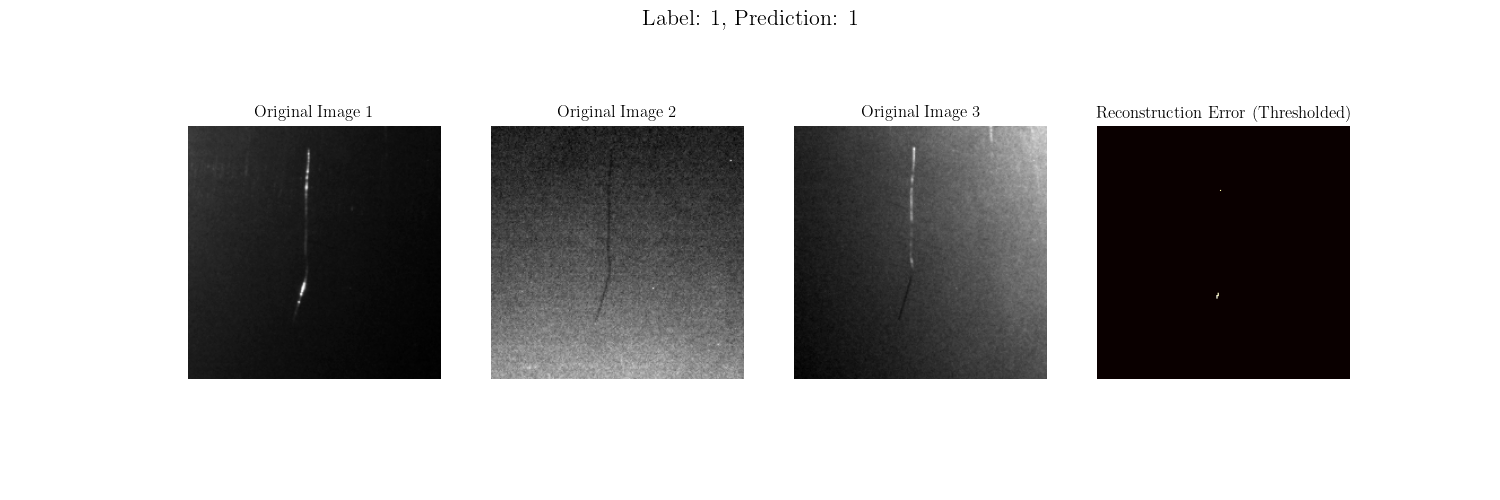 Label: 1, Prediction: 1
Original Image 1
Original Image 2
Original Image 3
Reconstruction Error (Thresholded)